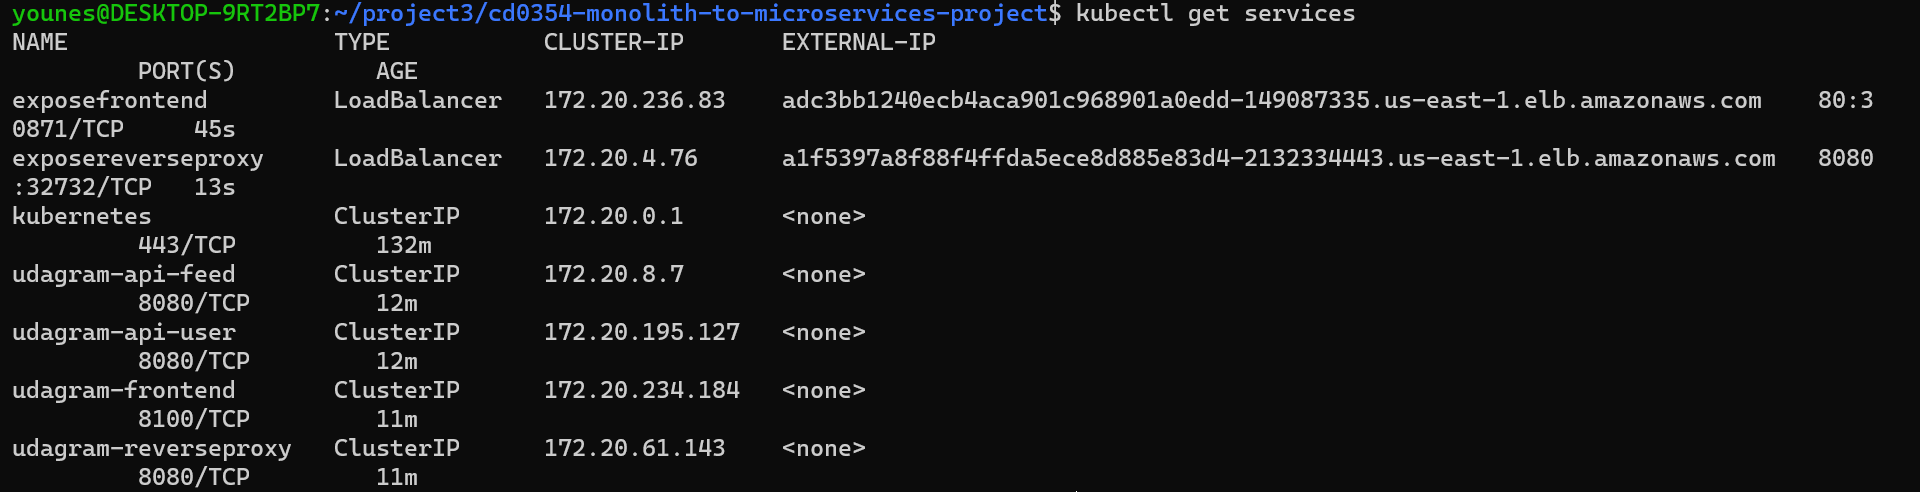 younes@DESKTOP-9RT2BP7:~/project3/cd0354-monolith-to-microservices-project$ kubectl get services
NAME                   TYPE           CLUSTER-IP       EXTERNAL-IP
         PORT(S)          AGE
exposefrontend         LoadBalancer   172.20.236.83    adc3bb1240ecb4aca901c968901a0edd-149087335.us-east-1.elb.amazonaws.com    80:3
0871/TCP     45s
exposereverseproxy     LoadBalancer   172.20.4.76      a1f5397a8f88f4ffda5ece8d885e83d4-2132334443.us-east-1.elb.amazonaws.com   8080
:32732/TCP   13s
kubernetes             ClusterIP      172.20.0.1       <none>
         443/TCP          132m
udagram-api-feed       ClusterIP      172.20.8.7       <none>
         8080/TCP         12m
udagram-api-user       ClusterIP      172.20.195.127   <none>
         8080/TCP         12m
udagram-frontend       ClusterIP      172.20.234.184   <none>
         8100/TCP         11m
udagram-reverseproxy   ClusterIP      172.20.61.143    <none>
         8080/TCP         11m